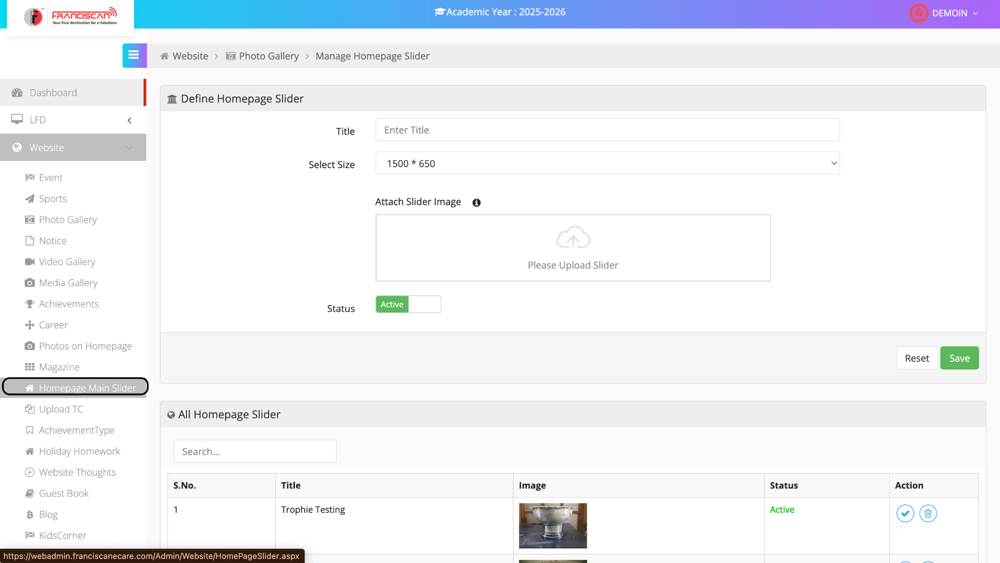 FRANCISCAN
Your final destination for e-Solutions
Academic Year : 2025-2026
DEMOIN
Website
Photo Gallery
Manage Homepage Slider
Dashboard
LFD
Website
Event
Sports
Photo Gallery
Notice
Video Gallery
Media Gallery
Achievements
Career
Photos on Homepage
Magazine
Homepage Main Slider
Upload TC
AchievementType
Holiday Homework
Website Thoughts
Guest Book
Blog
KidsCorner
Define Homepage Slider
Title
Enter Title
Select Size
1500 * 650
Attach Slider Image
Please Upload Slider
Status
Active
Reset
Save
All Homepage Slider
Search...
S.No. Title Image Status Action
1 Trophie Testing Active
https://webadmin.franciscanecare.com/Admin/Website/HomePageSlider.aspx